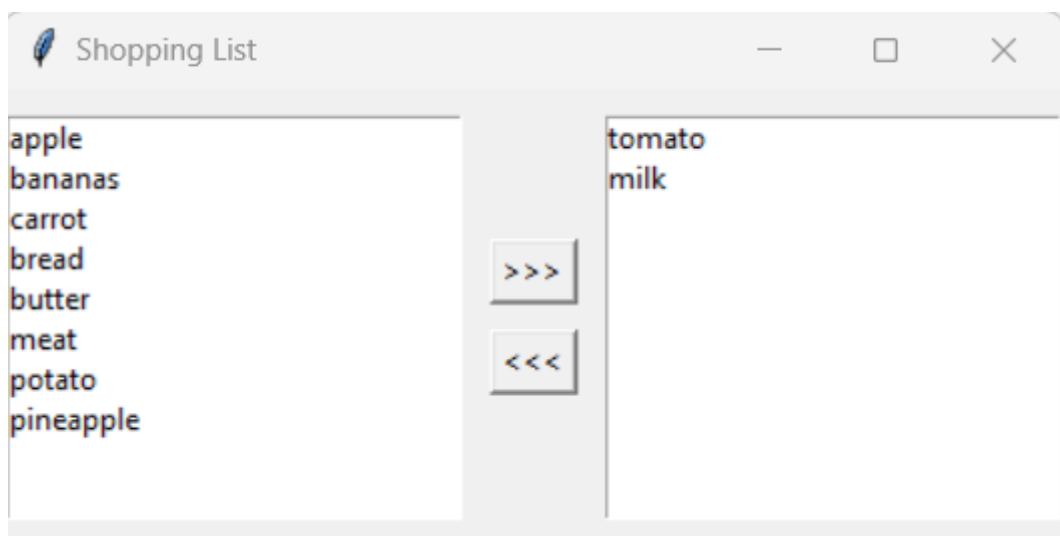 Shopping List
apple
bananas
carrot
bread
butter
meat
potato
pineapple
>>>
<<<
tomato
milk